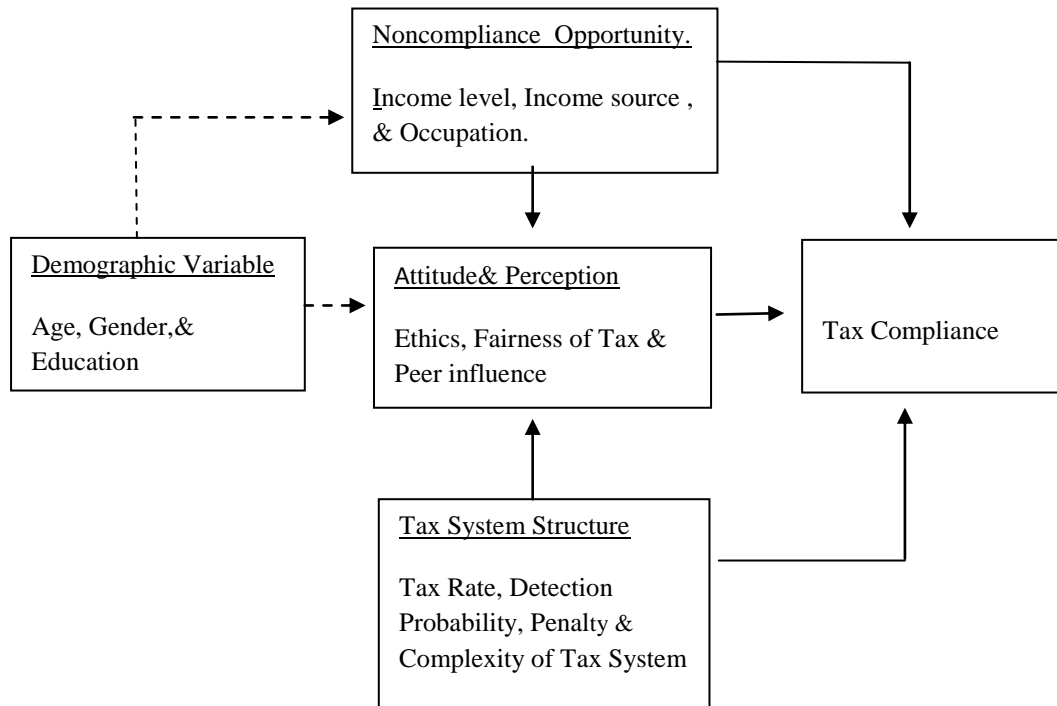 Noncompliance Opportunity.
Income level, Income source ,
& Occupation.
Demographic Variable
Age, Gender,&
Education
Attitude& Perception
Ethics, Fairness of Tax &
Peer influence
Tax Compliance
Tax System Structure
Tax Rate, Detection
Probability, Penalty &
Complexity of Tax System